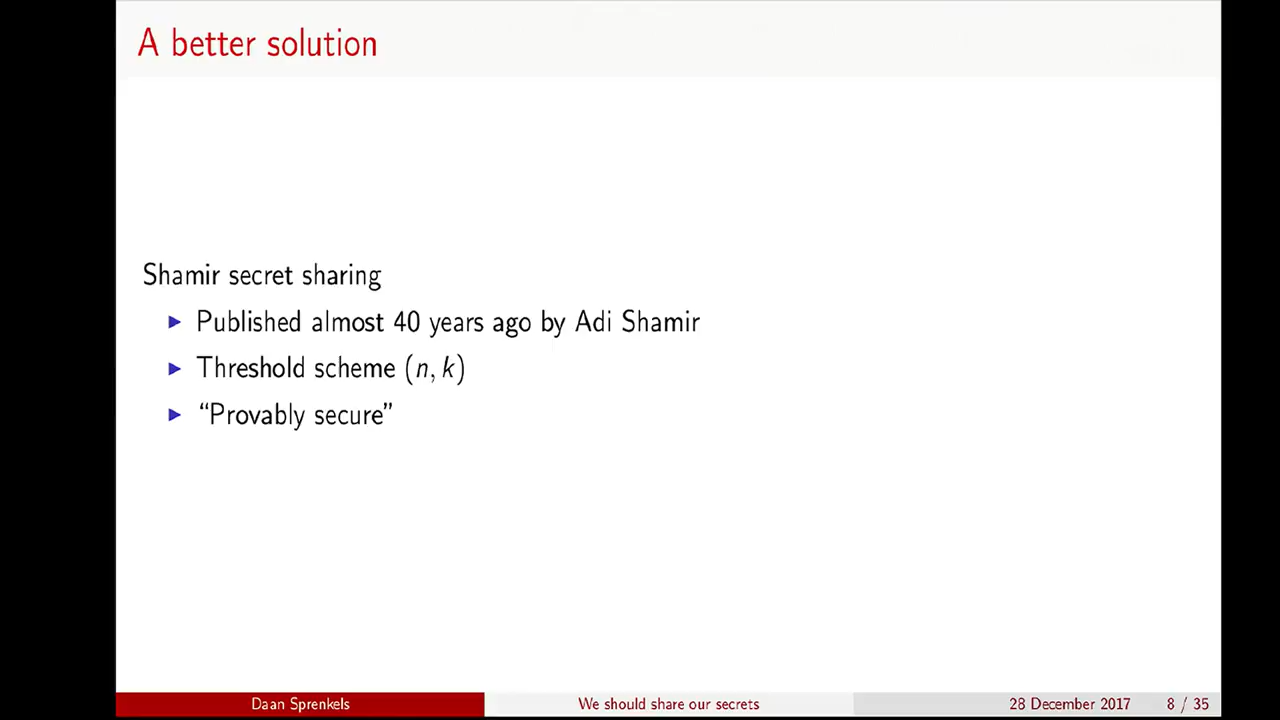 A better solution
Shamir secret sharing
Published almost 40 years ago by Adi Shamir
Threshold scheme (n, k)
“Provably secure”
Daan Sprenkels
We should share our secrets
28 December 2017
8 / 35